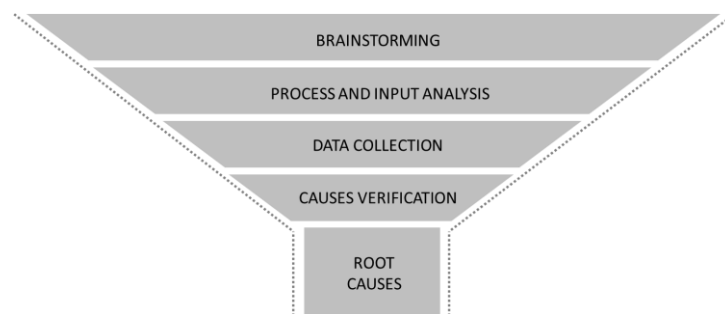 BRAINSTORMING
PROCESS AND INPUT ANALYSIS
DATA COLLECTION
CAUSES VERIFICATION
ROOT
CAUSES